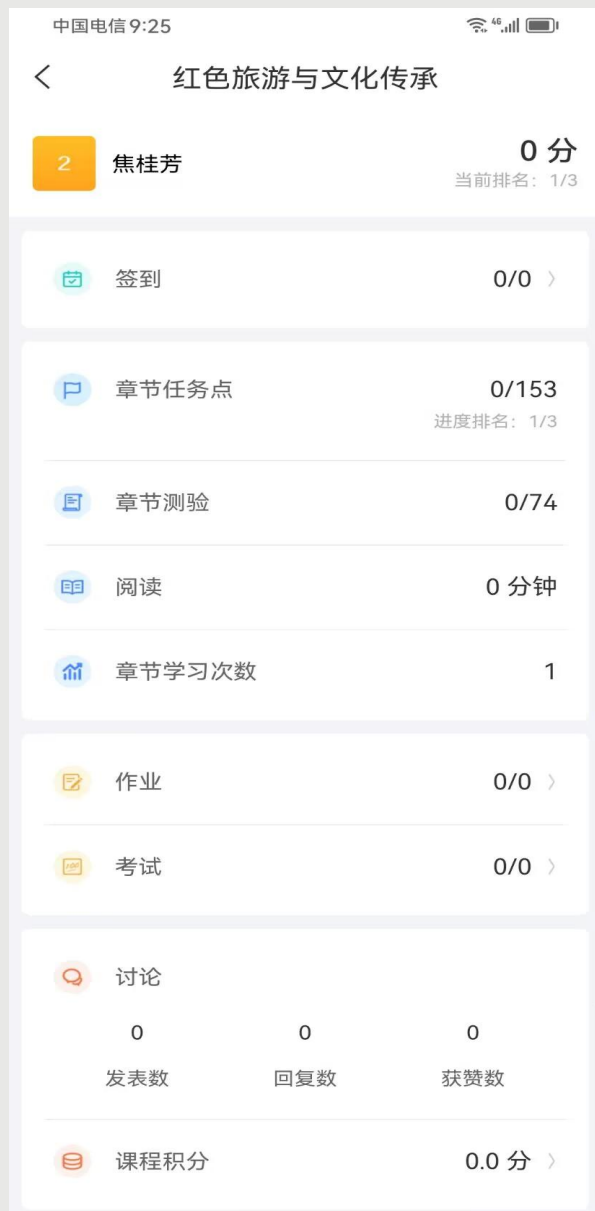 中国电信 9:25
红色旅游与文化传承
2 焦桂芳 0 分
当前排名：1/3
签到 0/0
章节任务点 0/153
进度排名：1/3
章节测验 0/74
阅读 0 分钟
章节学习次数 1
作业 0/0
考试 0/0
讨论
0 0 0
发表数 回复数 获赞数
课程积分 0.0 分